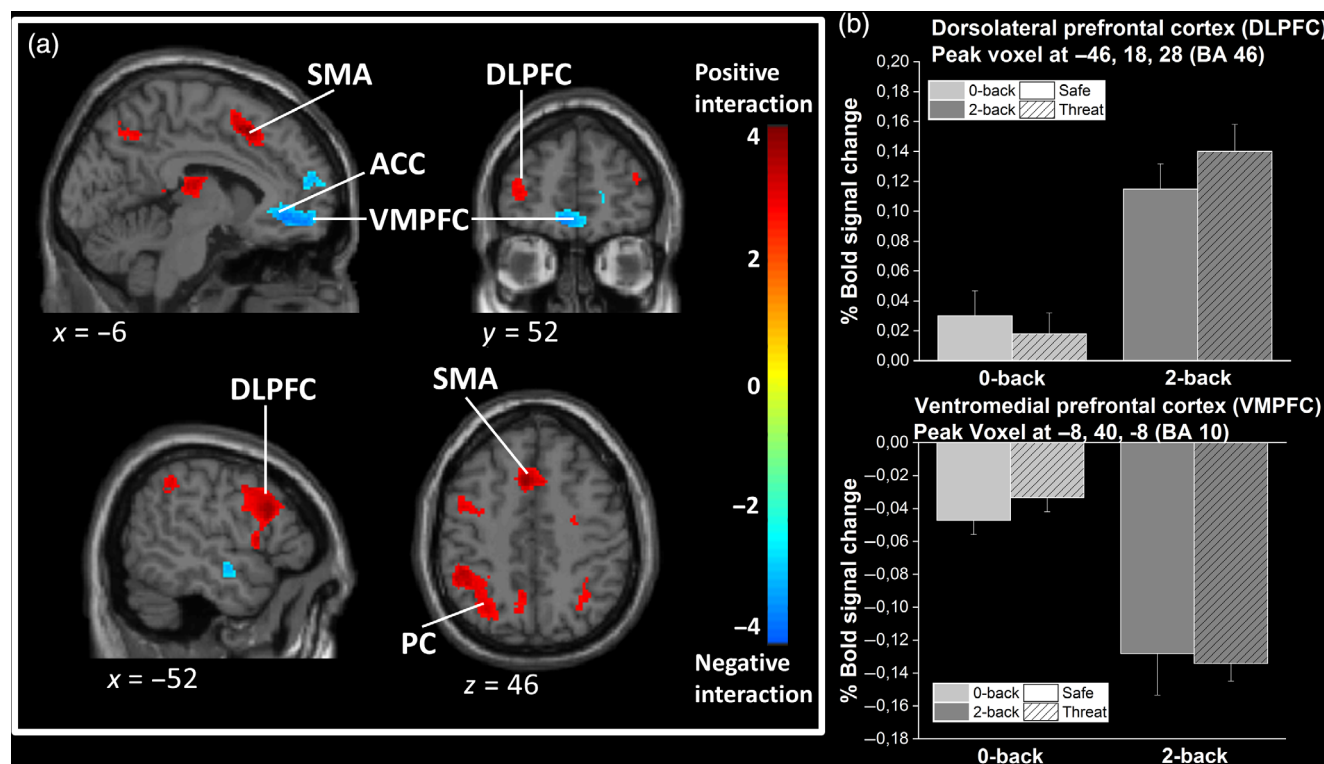 (a)
SMA
ACC
VMPFC
x = −6
DLPFC
y = 52
DLPFC
x = −52
SMA
PC
z = 46
Positive
interaction
4
2
0
−2
−4
Negative
interaction
(b)
Dorsolateral prefrontal cortex (DLPFC)
Peak voxel at −46, 18, 28 (BA 46)
0-back Safe
2-back Threat
% Bold signal change
0,20
0,18
0,16
0,14
0,12
0,10
0,08
0,06
0,04
0,02
0,00
0-back 2-back
Ventromedial prefrontal cortex (VMPFC)
Peak Voxel at −8, 40, -8 (BA 10)
% Bold signal change
0,00
−0,02
−0,04
−0,06
−0,08
−0,10
−0,12
−0,14
−0,16
−0,18
0-back Safe
2-back Threat
0-back 2-back